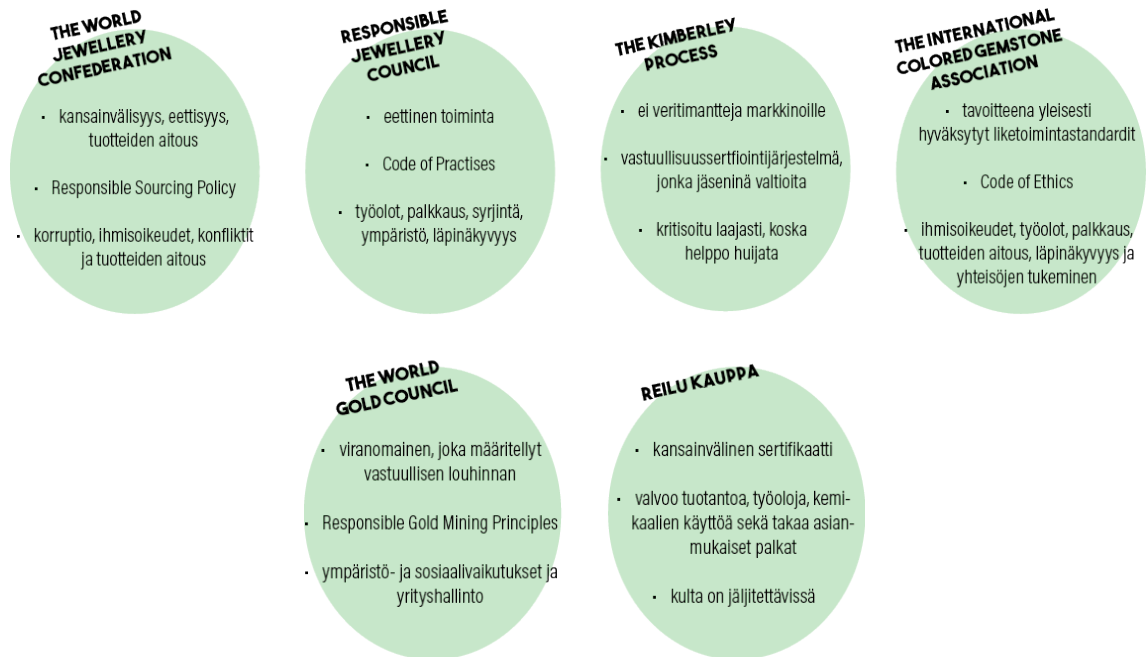 THE WORLD
JEWELLERY
CONFEDERATION
• kansainvälisyys, eettisyys,
tuotteiden aitous
• Responsible Sourcing Policy
• korruptio, ihmisoikeudet, konfliktit
ja tuotteiden aitous
RESPONSIBLE
JEWELLERY
COUNCIL
• eettinen toiminta
• Code of Practises
• työolot, palkkaus, syrjintä,
ympäristö, läpinäkyvyys
THE KIMBERLEY
PROCESS
• ei veritimantteja markkinoille
• vastuullisuussertfiointijärjestelmä,
jonka jäseninä valtioita
• kritisoitu laajasti, koska
helppo huijata
THE INTERNATIONAL
COLORED GEMSTONE
ASSOCIATION
• tavoitteena yleisesti
hyväksytyt liketoimintastandardit
• Code of Ethics
• ihmisoikeudet, työolot, palkkaus,
tuotteiden aitous, läpinäkyvyys ja
yhteisöjen tukeminen
THE WORLD
GOLD COUNCIL
• viranomainen, joka määritellyt
vastuullisen louhinnan
• Responsible Gold Mining Principles
• ympäristö- ja sosiaalivaikutukset ja
yrityshallinto
REILU KAUPPA
• kansainvälinen sertifikaatti
• valvoo tuotantoa, työoloja, kemi-
kaalien käyttöä sekä takaa asian-
mukaiset palkat
• kulta on jäljitettävissä